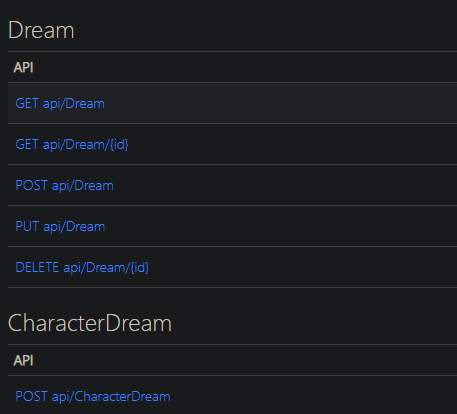 Dream
API
GET api/Dream
GET api/Dream/{id}
POST api/Dream
PUT api/Dream
DELETE api/Dream/{id}
CharacterDream
API
POST api/CharacterDream